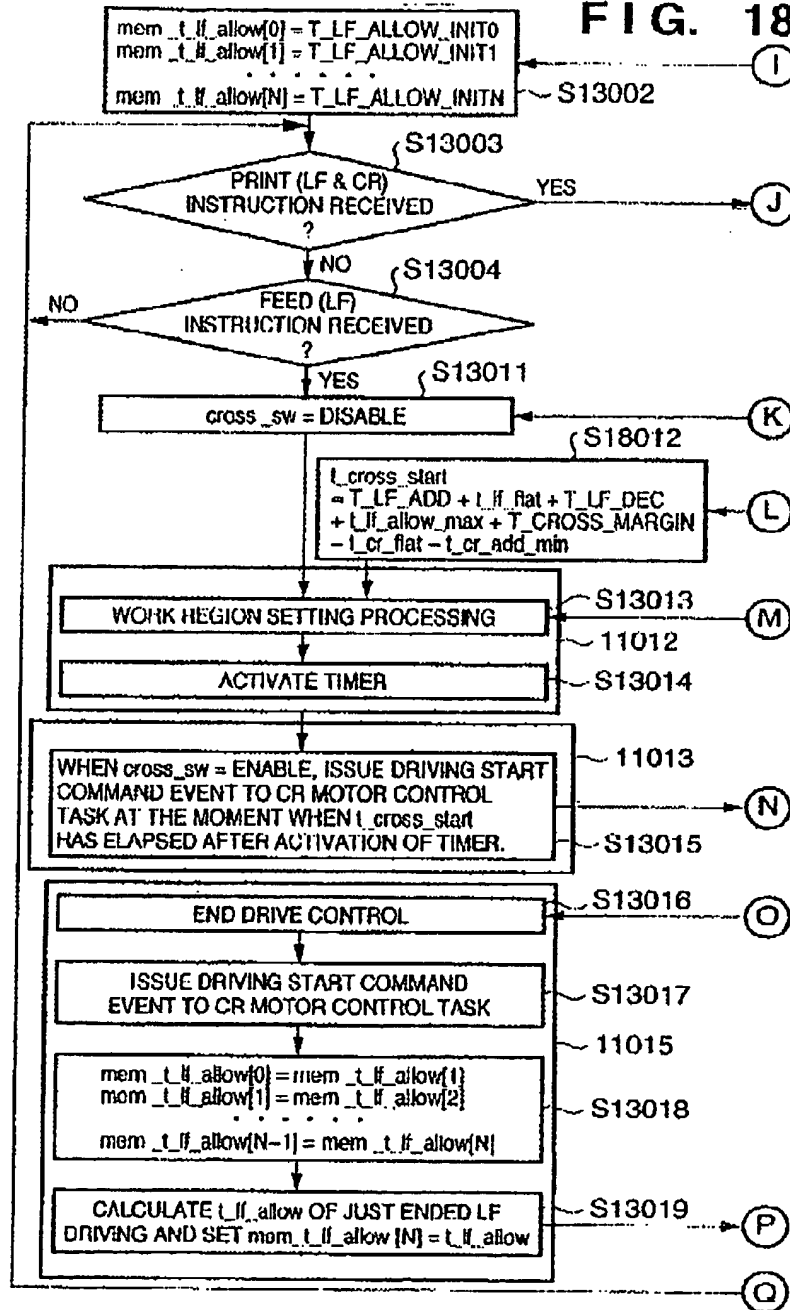 FIG. 18
mem_t_lf_allow[0] = T_LF_ALLOW_INIT0
mem_t_lf_allow[1] = T_LF_ALLOW_INIT1
· · · · · ·
mem_t_lf_allow[N] = T_LF_ALLOW_INITN
I
S13002
S13003
PRINT (LF & CR)
INSTRUCTION RECEIVED
?
YES
J
NO
S13004
NO
FEED (LF)
INSTRUCTION RECEIVED
?
YES
S13011
cross_sw = DISABLE
K
S18012
t_cross_start
= T_LF_ADD + t_lf_flat + T_LF_DEC
+ t_lf_allow_max + T_CROSS_MARGIN
- t_cr_flat - t_cr_add_min
L
WORK REGION SETTING PROCESSING
S13013
M
11012
ACTIVATE TIMER
S13014
11013
WHEN cross_sw = ENABLE, ISSUE DRIVING START
COMMAND EVENT TO CR MOTOR CONTROL
TASK AT THE MOMENT WHEN t_cross_start
HAS ELAPSED AFTER ACTIVATION OF TIMER.
N
S13015
S13016
END DRIVE CONTROL
O
ISSUE DRIVING START COMMAND
EVENT TO CR MOTOR CONTROL TASK
S13017
11015
mem_t_lf_allow[0] = mem_t_lf_allow[1]
mem_t_lf_allow[1] = mem_t_lf_allow[2]
· · · · · ·
mem_t_lf_allow[N-1] = mem_t_lf_allow[N]
S13018
CALCULATE t_lf_allow OF JUST ENDED LF
DRIVING AND SET mem_t_lf_allow [N] = t_lf_allow
S13019
P
Q